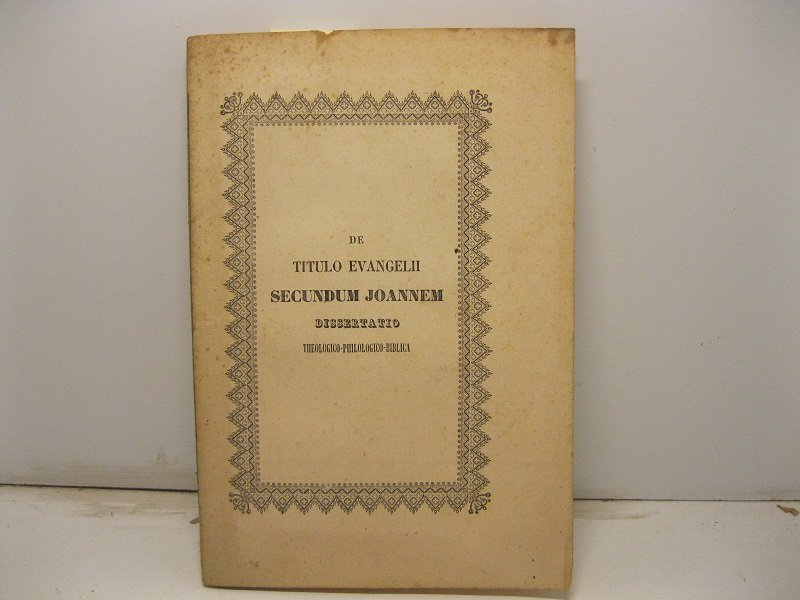 DE
TITULO EVANGELII
SECUNDUM JOANNEM
DISSERTATIO
THEOLOGICO-PHILOLOGICO-BIBLICA